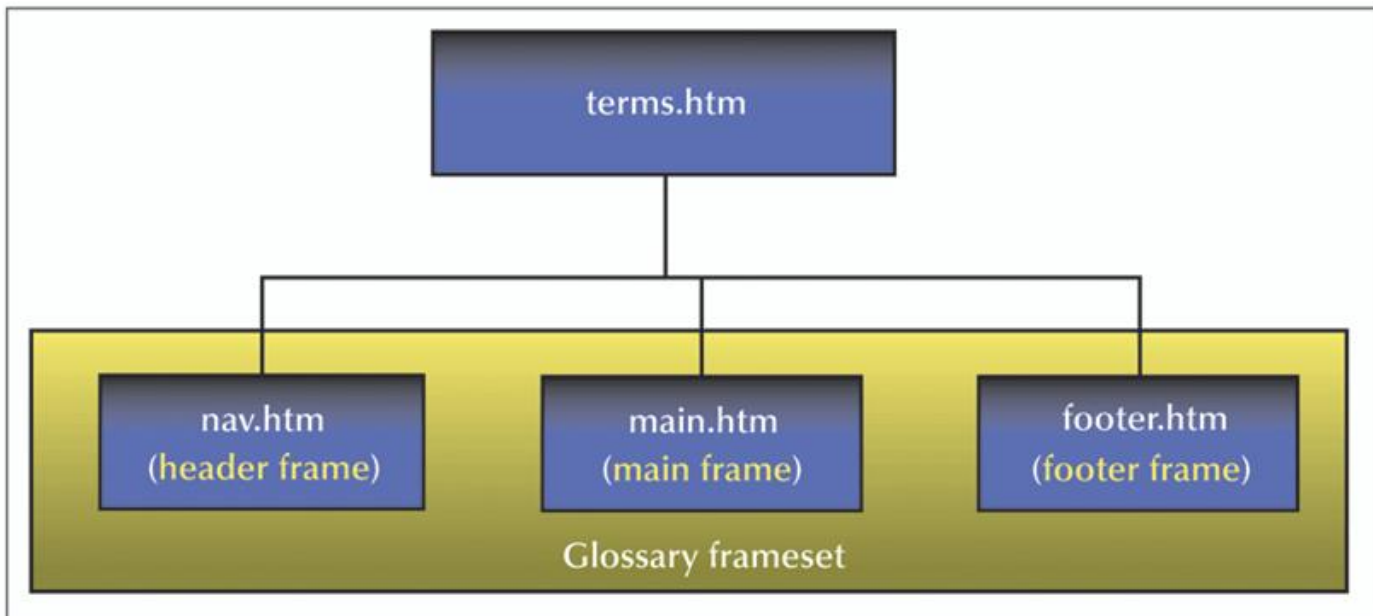 terms.htm
nav.htm
(header frame)
main.htm
(main frame)
footer.htm
(footer frame)
Glossary frameset